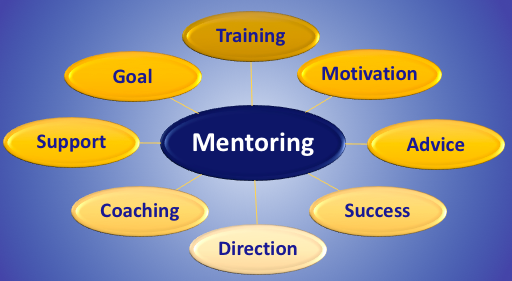 Training
Goal
Motivation
Support
Mentoring
Advice
Coaching
Success
Direction